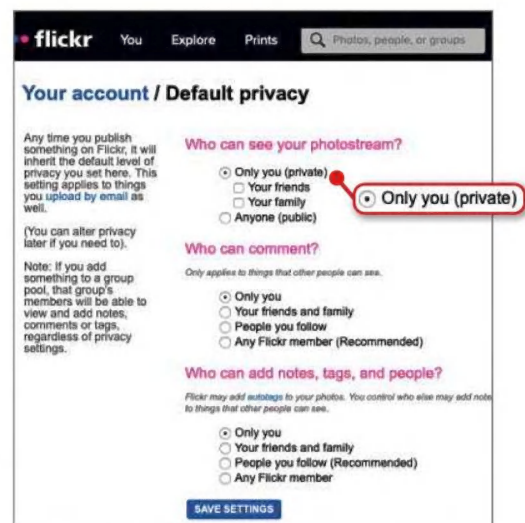 flickr You Explore Prints Photos, people, or groups
Your account / Default privacy
Any time you publish
something on Flickr, it will
inherit the default level of
privacy you set here. This
setting applies to things
you upload by email as
well.
(You can alter privacy
later if you need to).
Note: If you add
something to a group
pool, that group's
members will be able to
view and add notes,
comments or tags,
regardless of privacy
settings.
Who can see your photostream?
Only you (private)
Your friends
Your family
Anyone (public)
Only you (private)
Who can comment?
Only applies to things that other people can see.
Only you
Your friends and family
People you follow
Any Flickr member (Recommended)
Who can add notes, tags, and people?
Flickr may add autotags to your photos. You control who else may add note
to things that other people can see.
Only you
Your friends and family
People you follow (Recommended)
Any Flickr member
SAVE SETTINGS